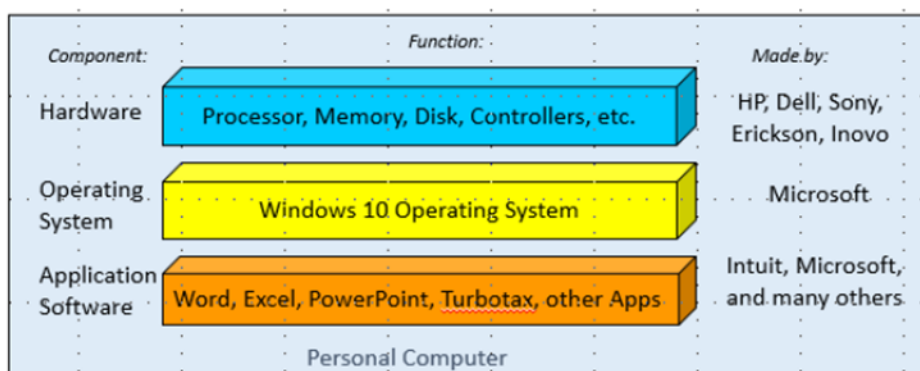 Component:
Function:
Made by:
Hardware
Processor, Memory, Disk, Controllers, etc.
HP, Dell, Sony,
Erickson, Inovo
Operating
System
Windows 10 Operating System
Microsoft
Application
Software
Word, Excel, PowerPoint, Turbotax, other Apps
Intuit, Microsoft,
and many others
Personal Computer